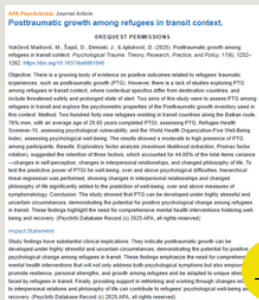 APA PsycArticles: Journal Article
Posttraumatic growth among refugees in transit context.
REQUEST PERMISSIONS
Vukčević Marković, M., Šapić, D., Dimoski, J., & Bjekić, D. (2025). Posttraumatic growth among
refugees in transit context. Psychological Trauma: Theory, Research, Practice, and Policy, 17(6), 1252–
1262.
Objective: There is a growing body of evidence on positive outcomes related to refugees' traumatic
experiences, such as posttraumatic growth (PTG). However, there is a lack of studies exploring PTG
among refugees in transit context; where contextual specifics differ from destination countries, and
include threatened safety and prolonged state of alert. Two aims of this study were to assess PTG among
refugees in transit and explore the psychometric properties of the Posttraumatic growth inventory used in
this context. Method: Two hundred forty-nine refugees residing in transit countries along the Balkan route;
76% men, with an average age of 25.65 years completed PTGI, assessing PTG, Refugee Health
Screener-15, assessing psychological vulnerability, and the World Health Organization-Five Well-Being
Index, assessing psychological well-being. The results showed a moderate to high presence of PTG
among participants. Results: Exploratory factor analysis (maximum likelihood extraction, Promax factor
rotation), suggested the retention of three factors, which accounted for 64.60% of the total items variance
—changes in self-perception, changes in interpersonal relationships, and changed philosophy of life. To
test the predictive power of PTGI for well-being, over and above psychological difficulties, hierarchical
linear regression was performed, showing changes in interpersonal relationships and changed
philosophy of life significantly added to the prediction of well-being, over and above measures of
symptomatology. Conclusion: The study showed that PTG can be developed under highly stressful and
uncertain circumstances, demonstrating the potential for positive psychological change among refugees
in transit. These findings highlight the need for comprehensive mental health interventions fostering well-
being and recovery. (PsycInfo Database Record (c) 2025 APA, all rights reserved)
Impact Statement
Study findings have substantial clinical implications. They indicate posttraumatic growth can be
developed under highly stressful and uncertain circumstances, demonstrating the potential for positive
psychological change among refugees in transit. These findings emphasize the need for comprehensive
mental health interventions that will not only address both psychological symptoms but also empower and
promote resilience, personal strengths, and growth among refugees and be adapted to unique
faced by refugees in transit. Finally, providing support in rethinking and working through changes
to interpersonal relations and philosophy of life can contribute to refugees' psychological well-being and
recovery. (PsycInfo Database Record (c) 2025 APA, all rights reserved)